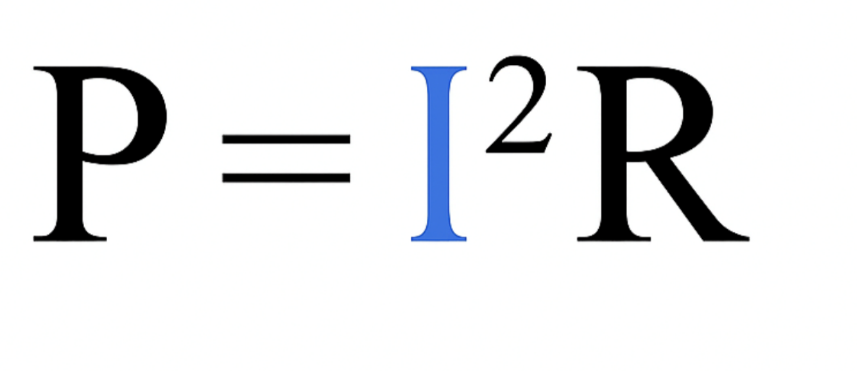 P = I²R